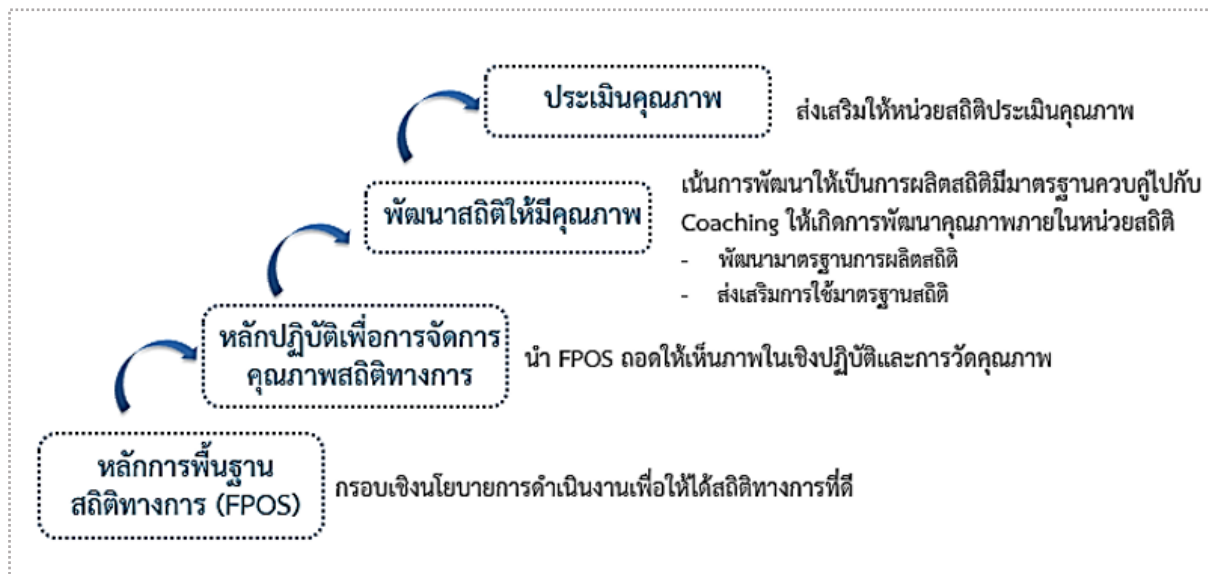 ประเมินคุณภาพ
ส่งเสริมให้หน่วยสถิติประเมินคุณภาพ
พัฒนาสถิติให้มีคุณภาพ
เน้นการพัฒนาให้เป็นการผลิตสถิติมีมาตรฐานควบคู่ไปกับ
Coaching ให้เกิดการพัฒนาคุณภาพภายในหน่วยสถิติ
- พัฒนามาตรฐานการผลิตสถิติ
- ส่งเสริมการใช้มาตรฐานสถิติ
หลักปฏิบัติเพื่อการจัดการ
คุณภาพสถิติทางการ
นำ FPOS ถอดให้เห็นภาพในเชิงปฏิบัติและการวัดคุณภาพ
หลักการพื้นฐาน
สถิติทางการ (FPOS)
กรอบเชิงนโยบายการดำเนินงานเพื่อให้ได้สถิติทางการที่ดี